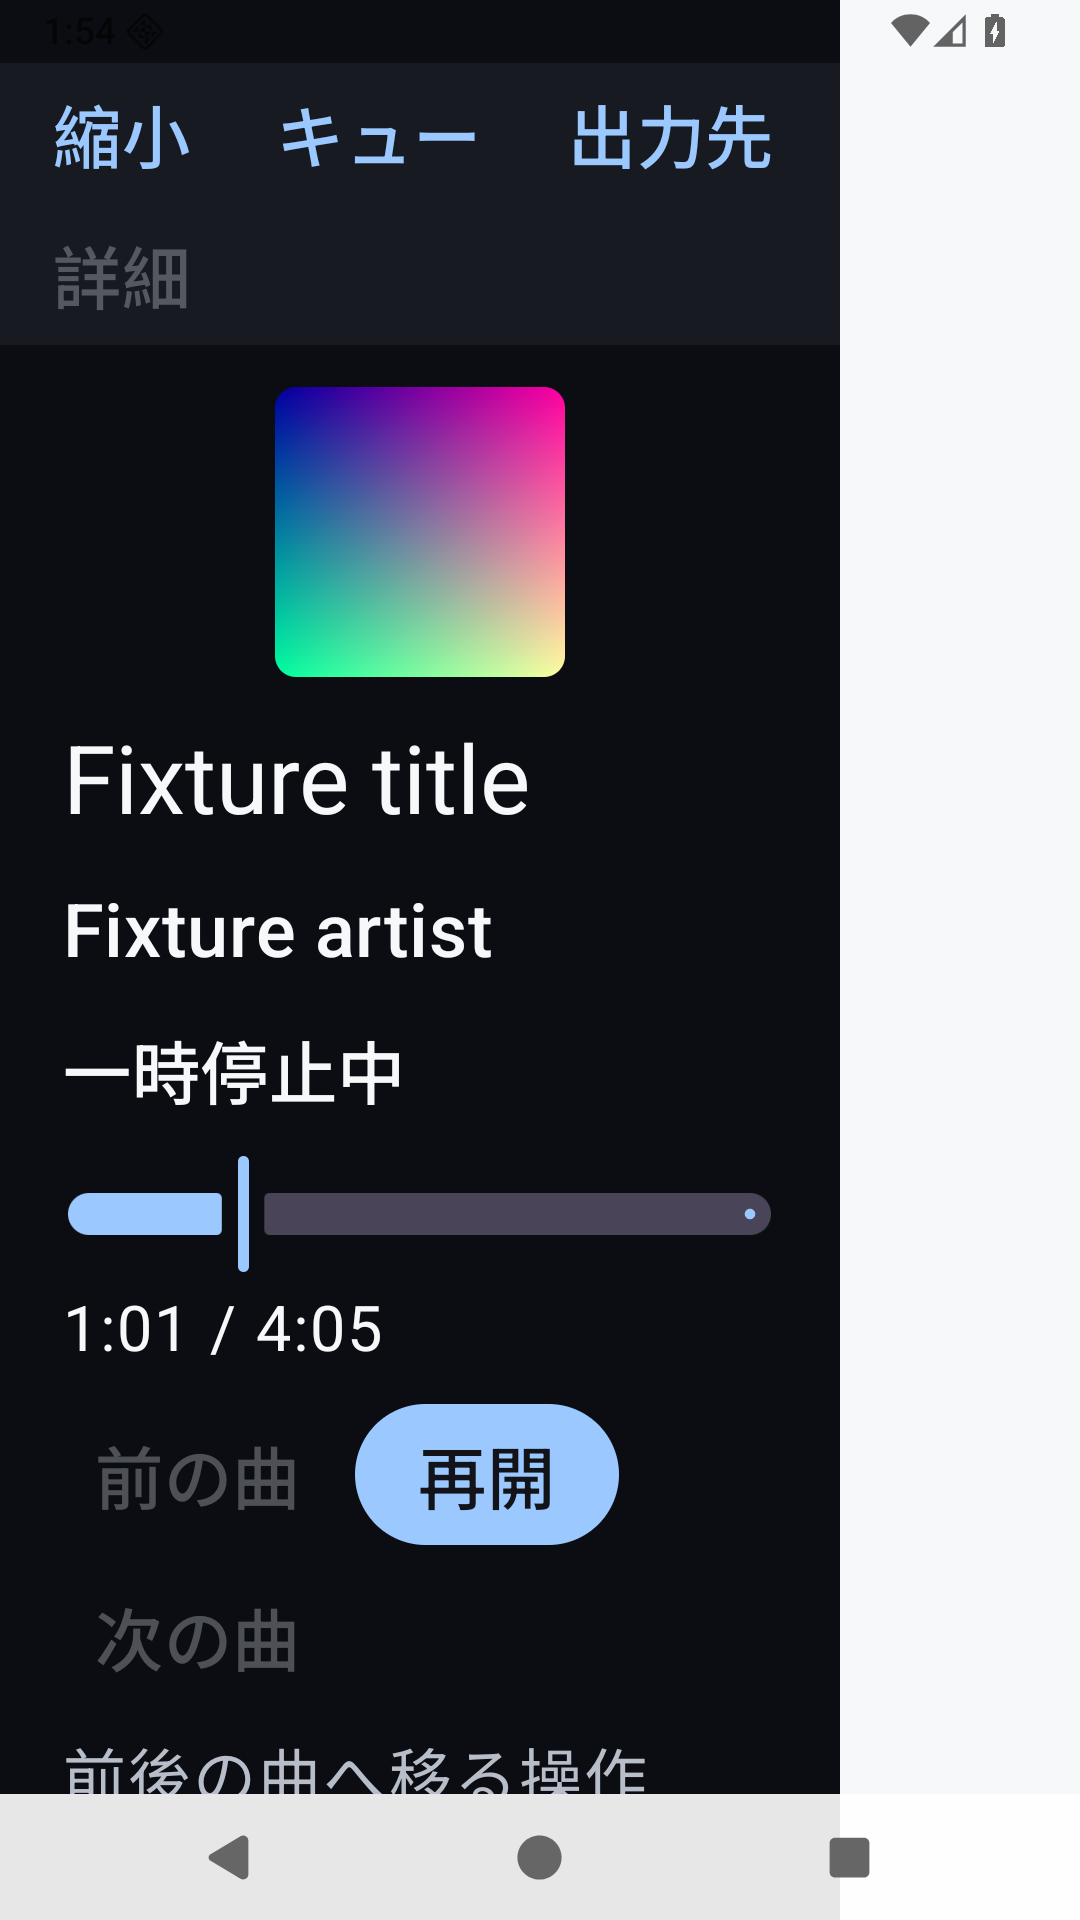 1:54
縮小 キュー 出力先
詳細
Fixture title
Fixture artist
一時停止中
1:01 / 4:05
前の曲 再開
次の曲
前後の曲へ移る操作